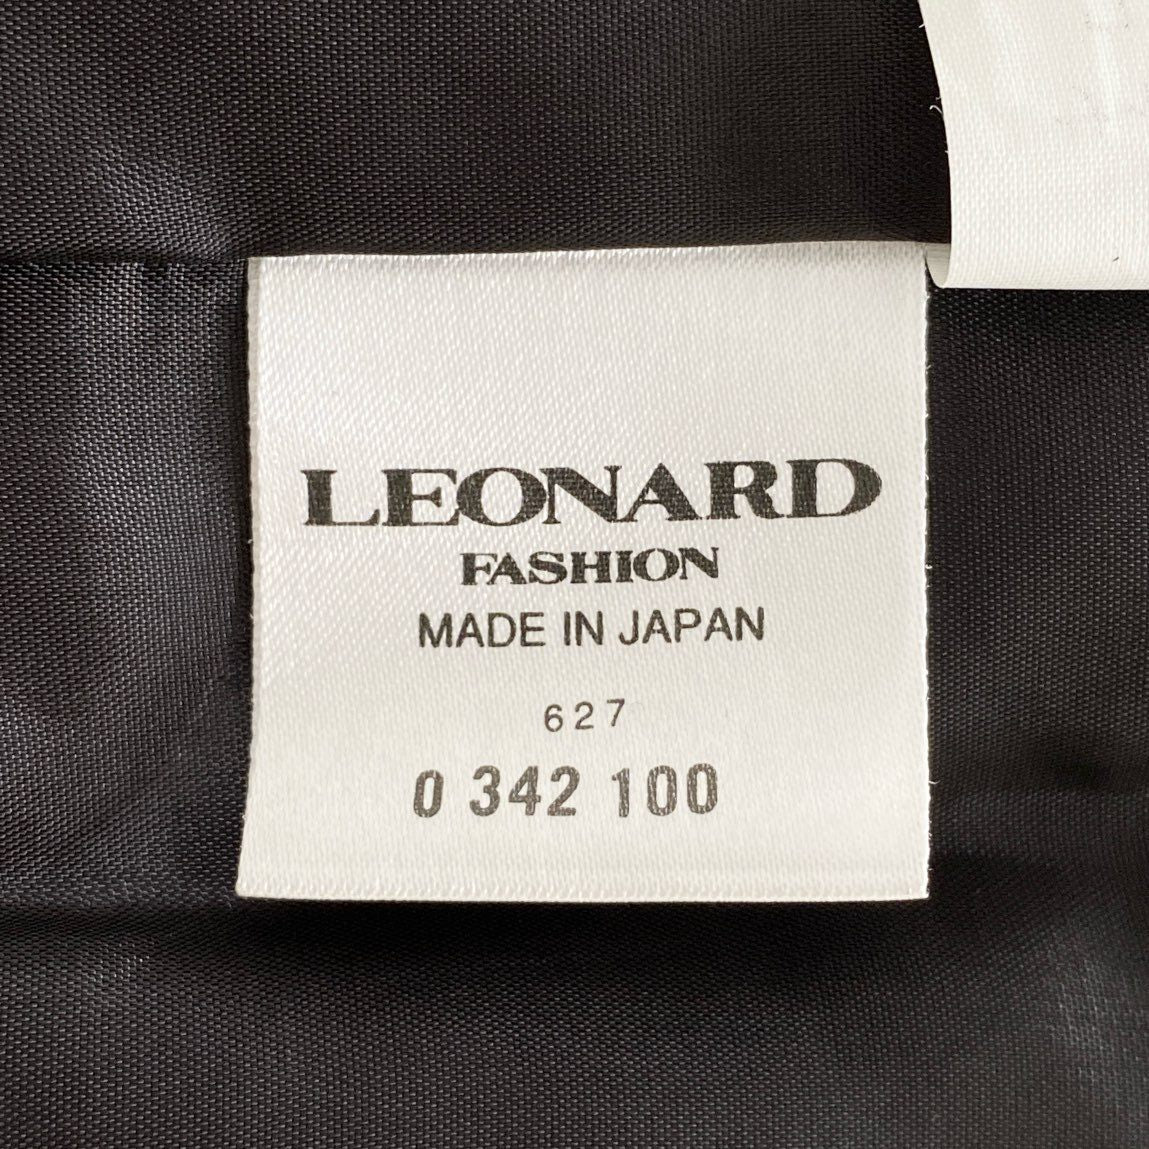 LEONARD
FASHION
MADE IN JAPAN
627
0 342 100